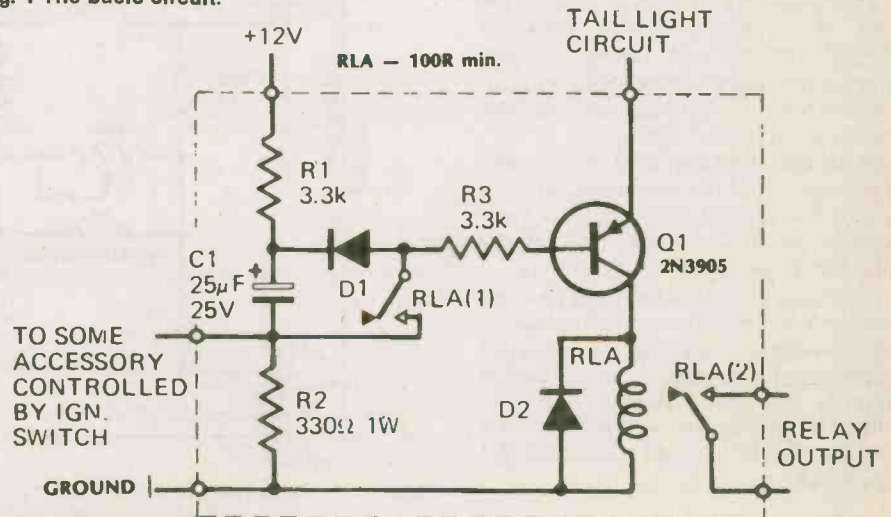 g. 1 The basic circuit.
TAIL LIGHT
CIRCUIT
+12V
RLA – 100R min.
R1
3.3k
R3
3.3k
Q1
2N3905
C1
25μF
25V
+
D1
RLA(1)
TO SOME
ACCESSORY
CONTROLLED
BY IGN.
SWITCH
R2
330Ω 1W
D2
RLA
RLA(2)
RELAY
OUTPUT
GROUND